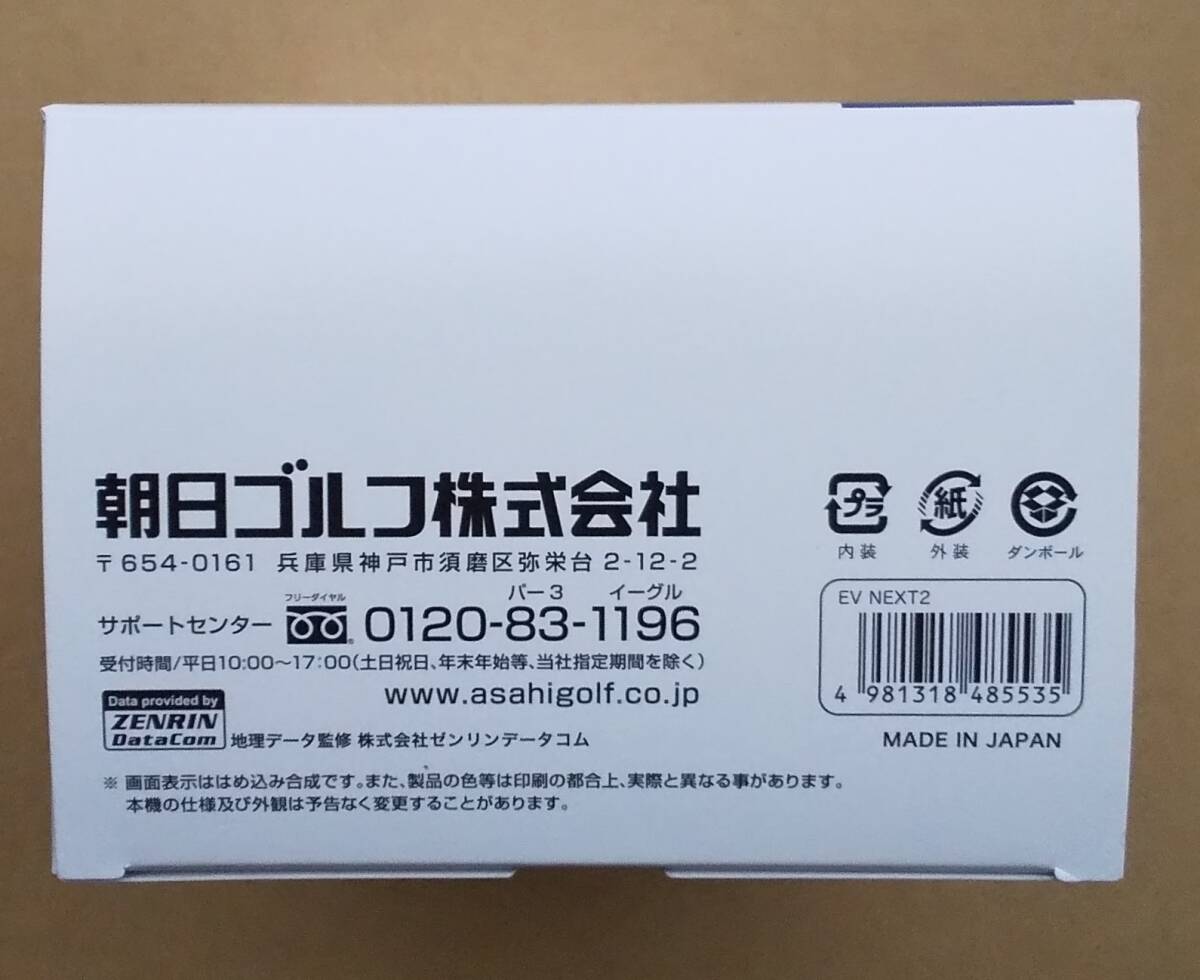 朝日ゴルフ株式会社
〒654-0161 兵庫県神戸市須磨区弥栄台 2-12-2
パー3 イーグル
サポートセンター フリーダイヤル 0120-83-1196
受付時間/平日10:00〜17:00(土日祝日、年末年始等、当社指定期間を除く)
www.asahigolf.co.jp
Data provided by
ZENRIN
DataCom
地理データ監修 株式会社ゼンリンデータコム
※ 画面表示ははめ込み合成です。また、製品の色等は印刷の都合上、実際と異なる事があります。
本機の仕様及び外観は予告なく変更することがあります。
プラ 紙
内装 外装 ダンボール
EV NEXT2
4 981318 485535
MADE IN JAPAN